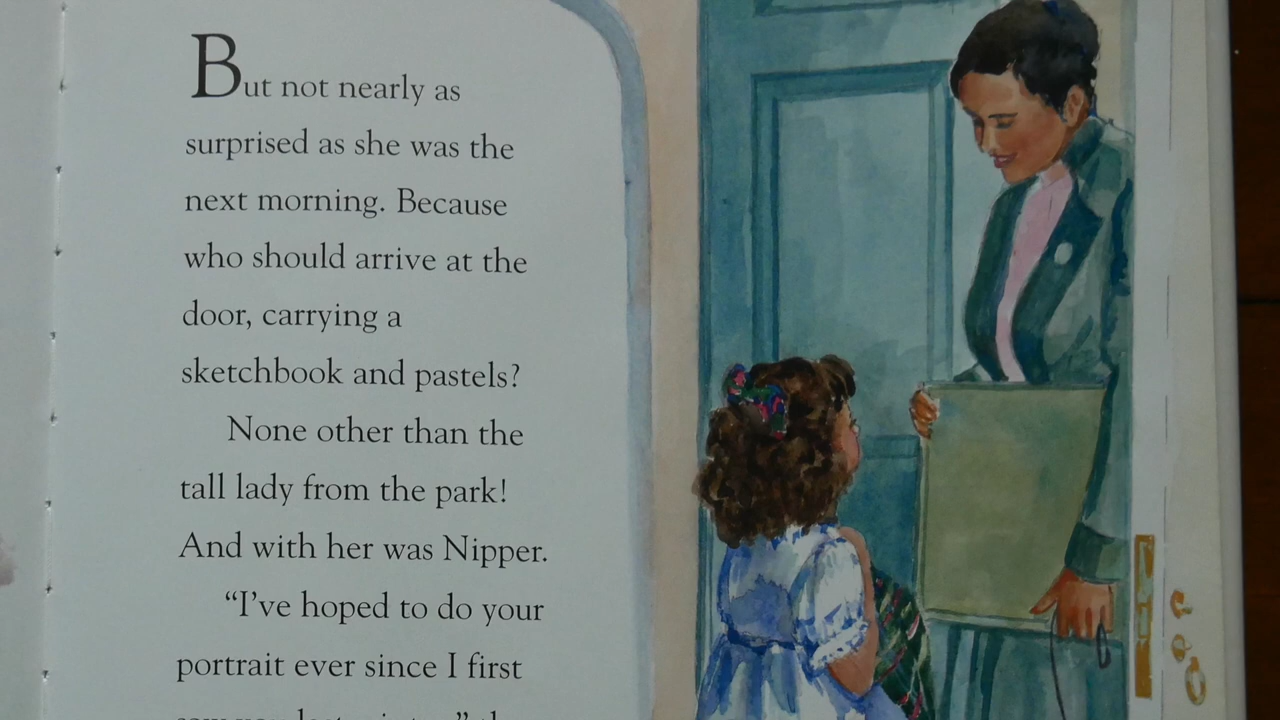 But not nearly as
surprised as she was the
next morning. Because
who should arrive at the
door, carrying a
sketchbook and pastels?
None other than the
tall lady from the park!
And with her was Nipper.
“I’ve hoped to do your
portrait ever since I first